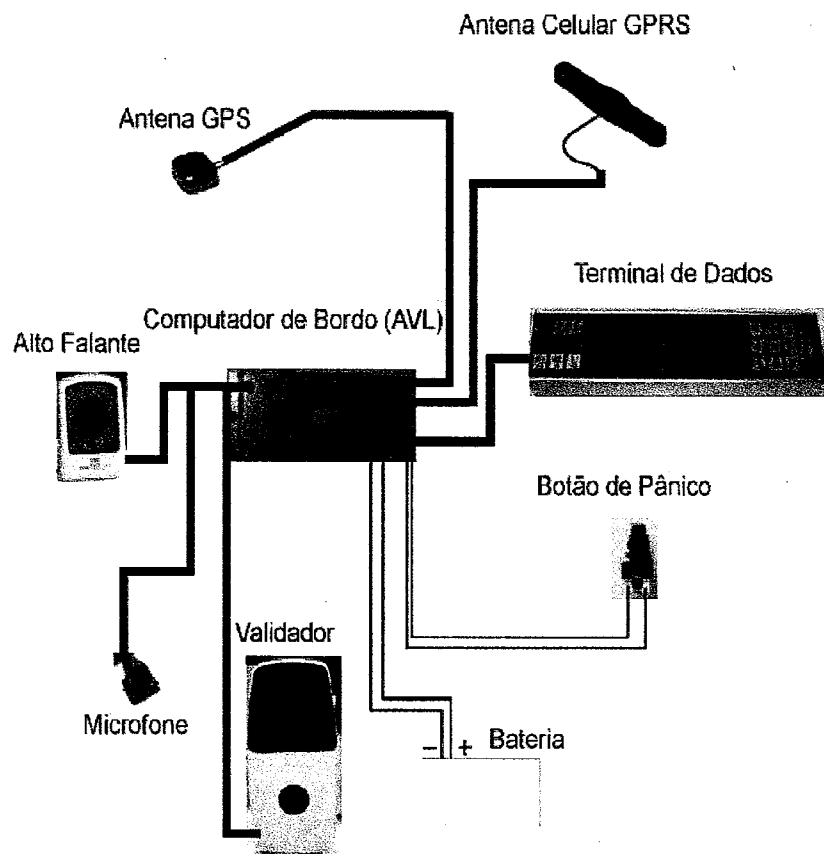 Antena Celular GPRS
Antena GPS
Terminal de Dados
Computador de Bordo (AVL)
Alto Falante
Botão de Pânico
Validador
Microfone
− + Bateria